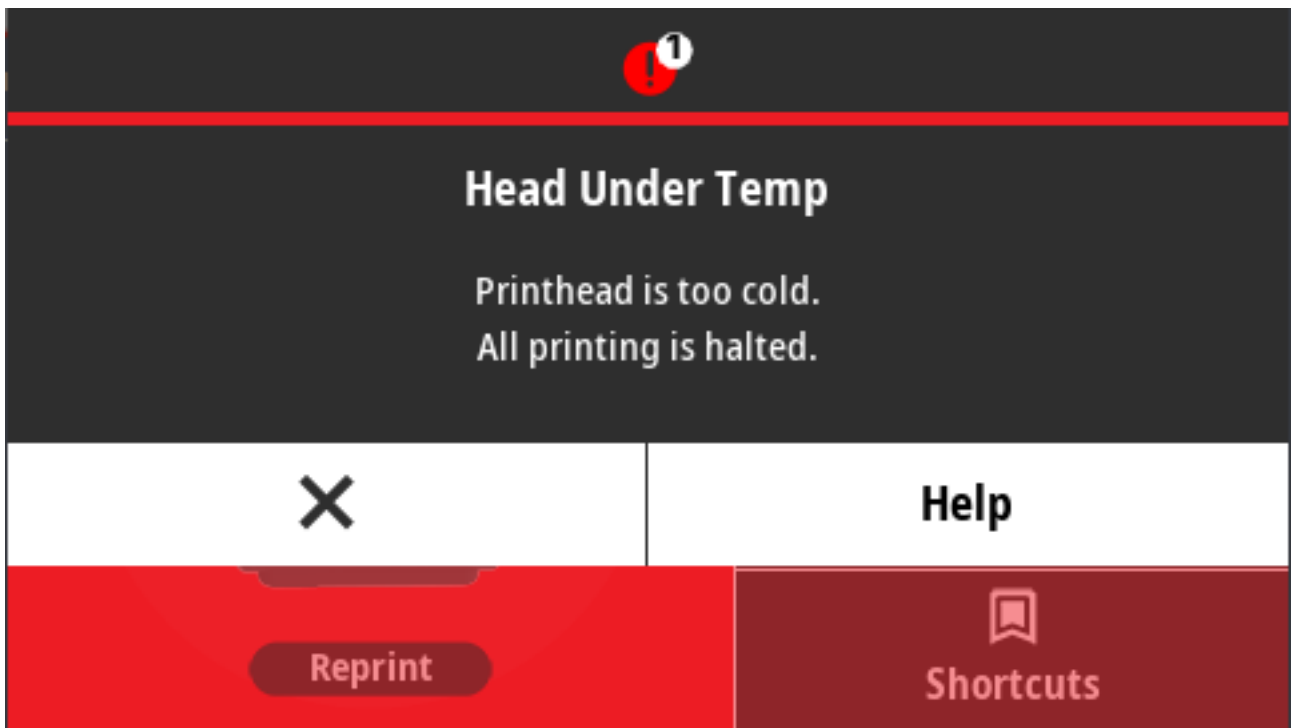 1
Head Under Temp
Printhead is too cold.
All printing is halted.
Help
Reprint
Shortcuts